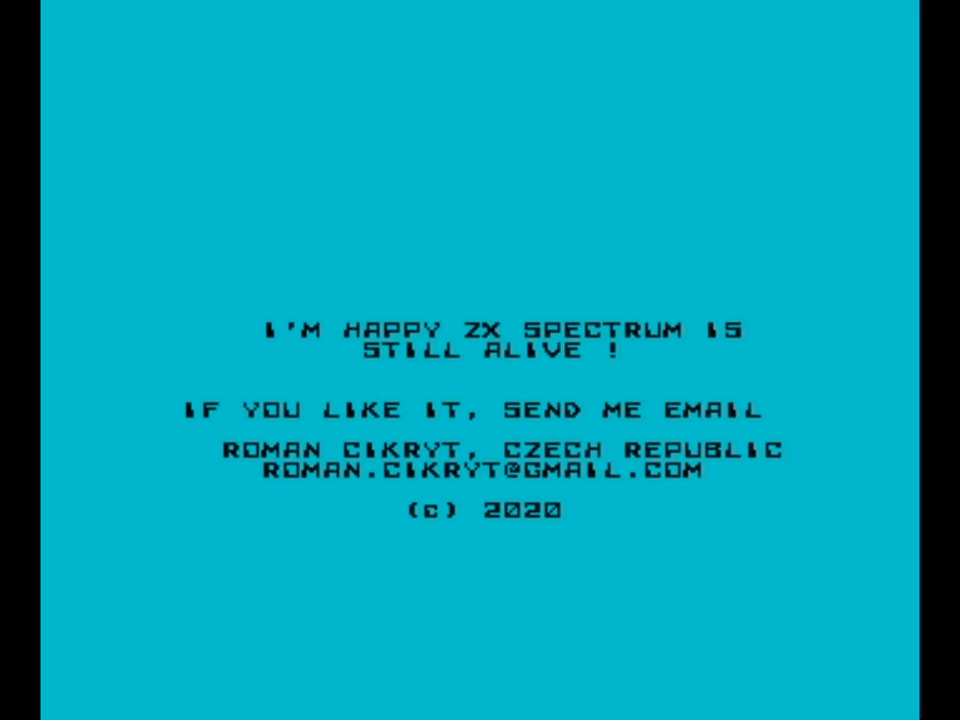 I'M HAPPY ZX SPECTRUM IS
STILL ALIVE !
IF YOU LIKE IT, SEND ME EMAIL
ROMAN CIKRYT, CZECH REPUBLIC
ROMAN.CIKRYT@GMAIL.COM
(c) 2020